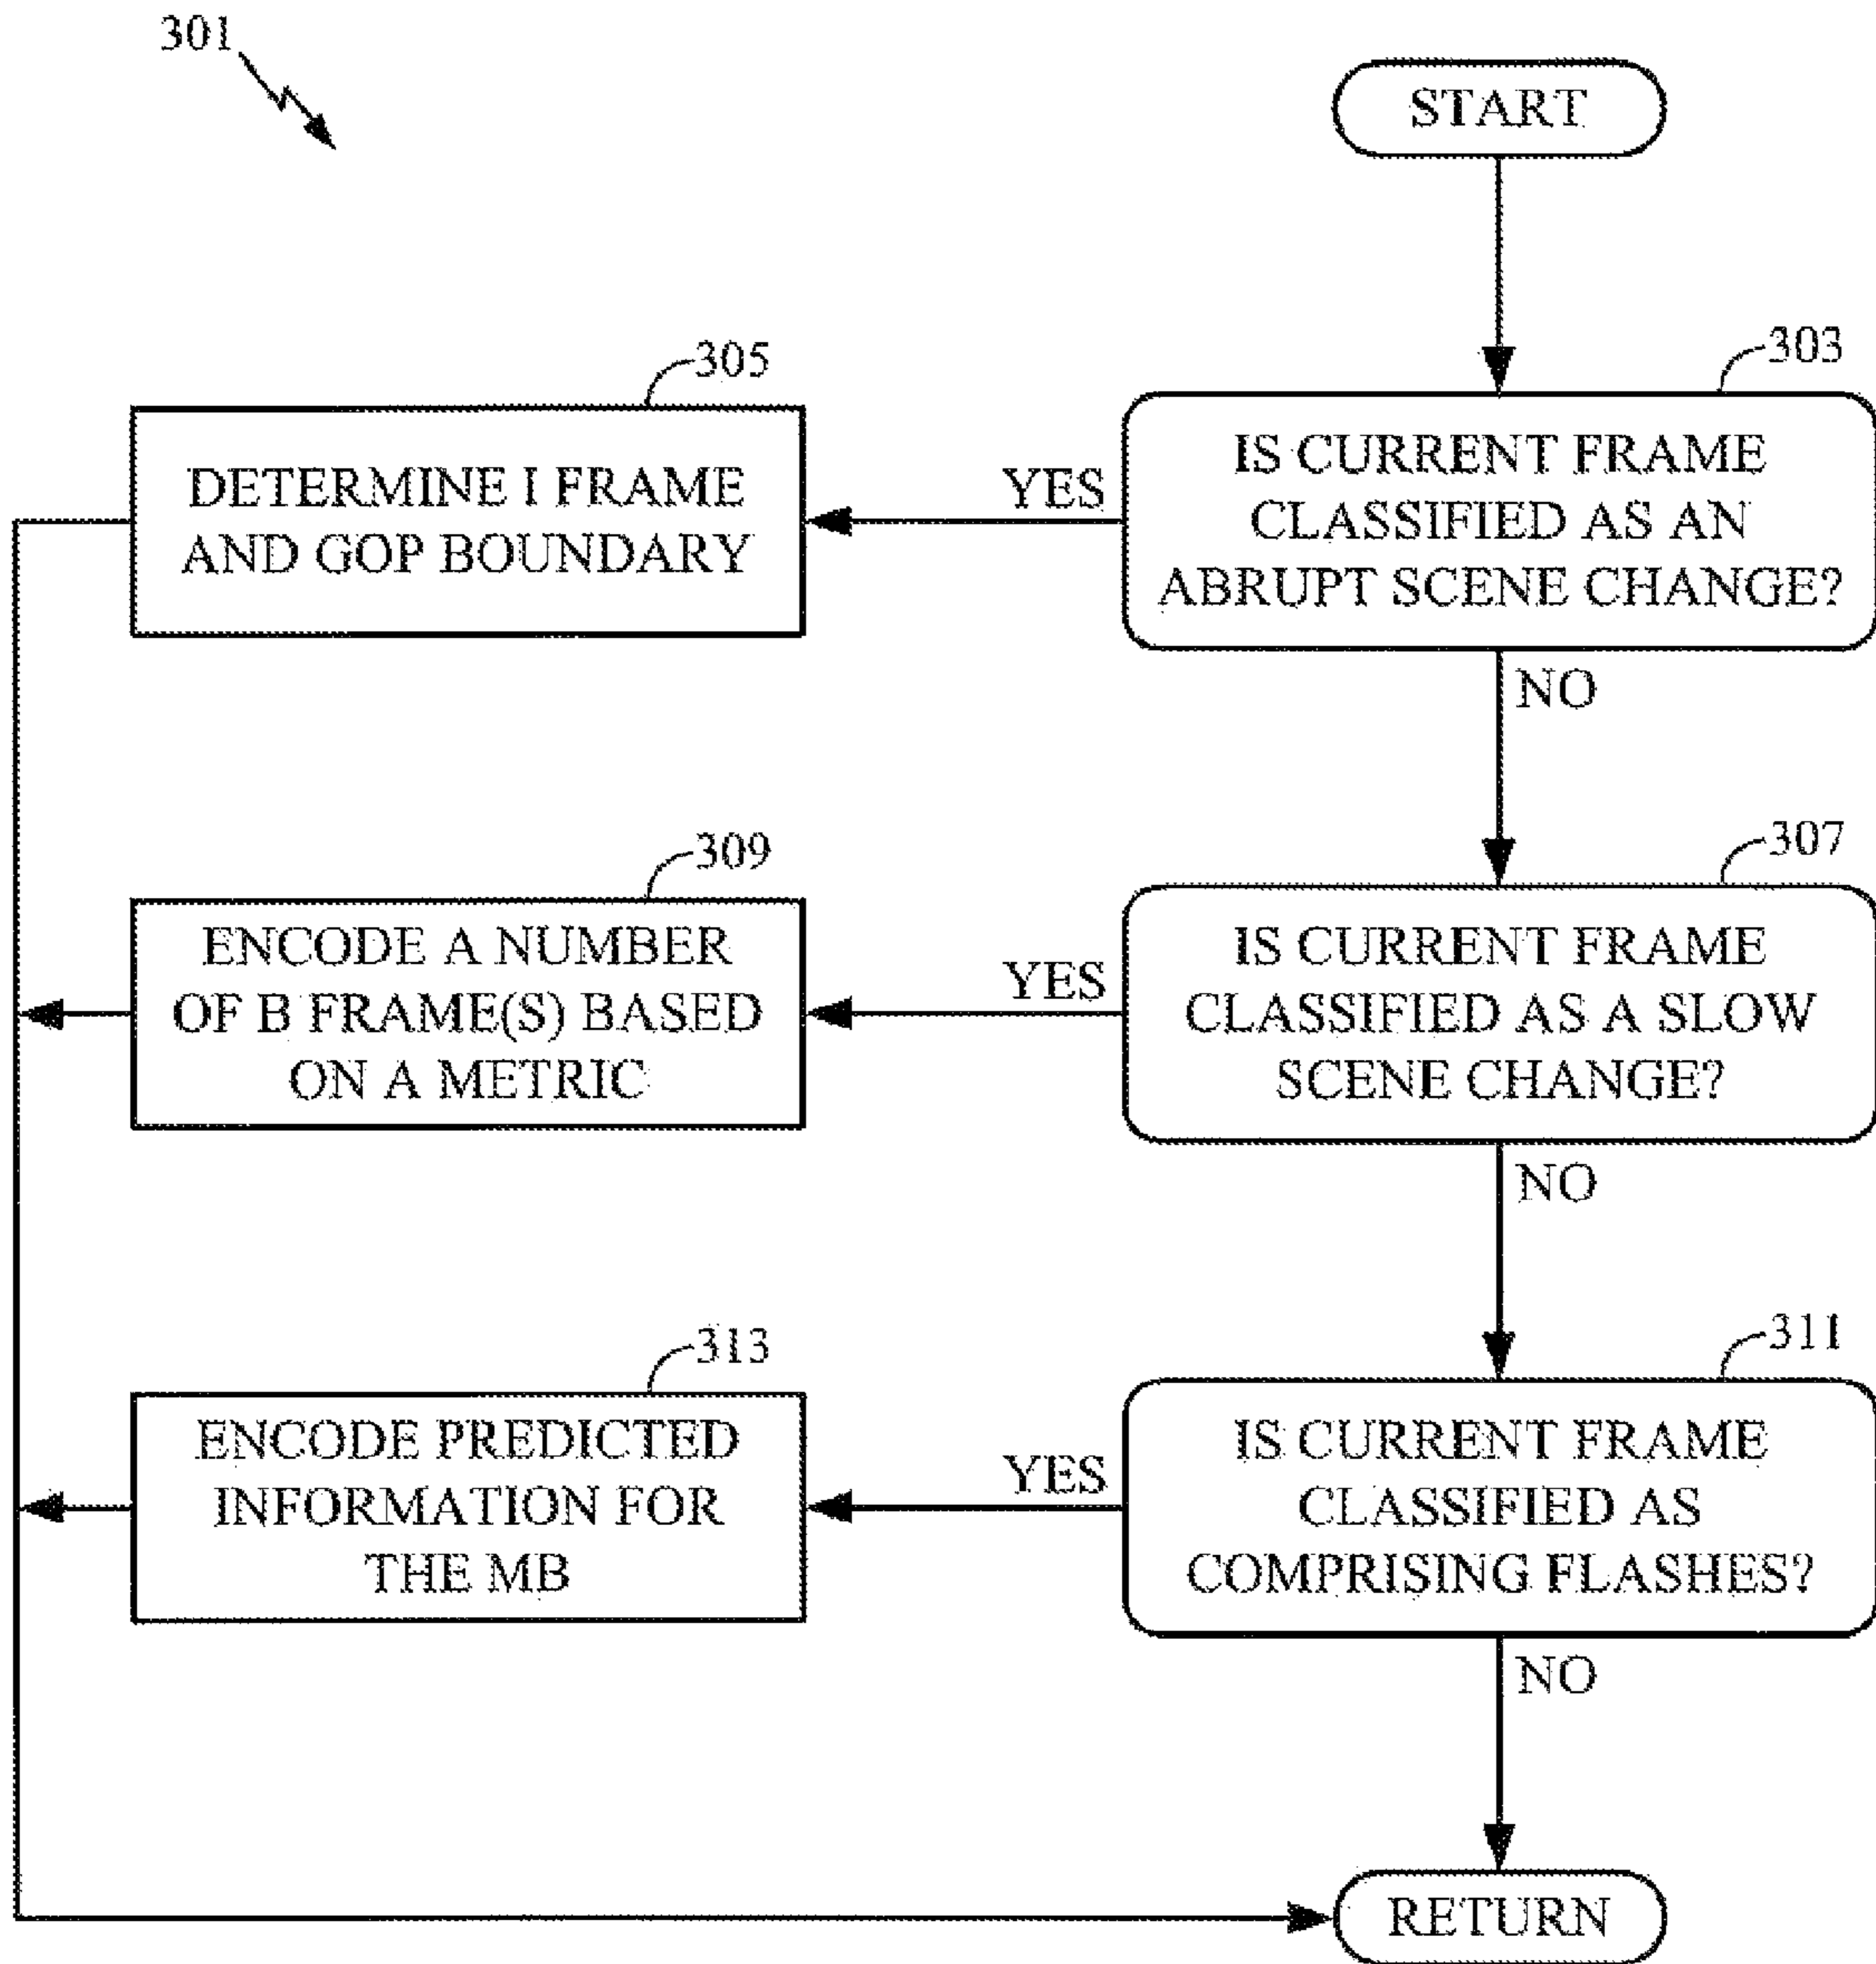 301
START
303
IS CURRENT FRAME
CLASSIFIED AS AN
ABRUPT SCENE CHANGE?
YES
305
DETERMINE I FRAME
AND GOP BOUNDARY
NO
307
IS CURRENT FRAME
CLASSIFIED AS A SLOW
SCENE CHANGE?
YES
309
ENCODE A NUMBER
OF B FRAME(S) BASED
ON A METRIC
NO
311
IS CURRENT FRAME
CLASSIFIED AS
COMPRISING FLASHES?
YES
313
ENCODE PREDICTED
INFORMATION FOR
THE MB
NO
RETURN